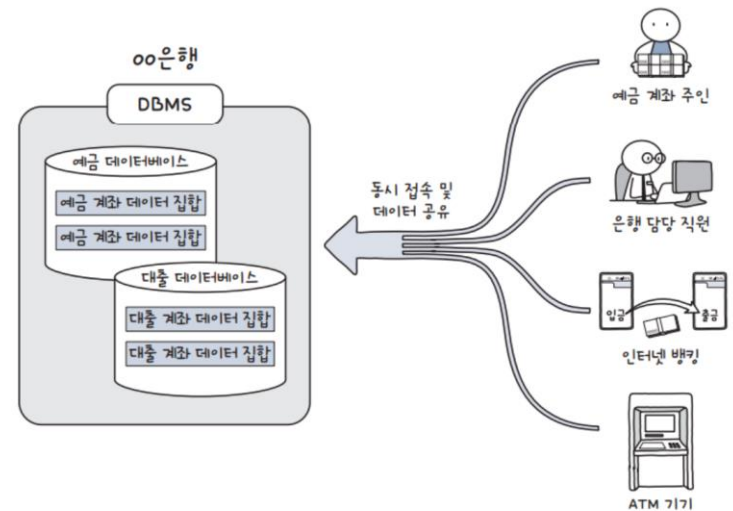 oo은행
DBMS
예금 데이터베이스
예금 계좌 데이터 집합
예금 계좌 데이터 집합
대출 데이터베이스
대출 계좌 데이터 집합
대출 계좌 데이터 집합
동시 접속 및
데이터 공유
예금 계좌 주인
은행 담당 직원
입금
출금
인터넷 뱅킹
ATM 기기